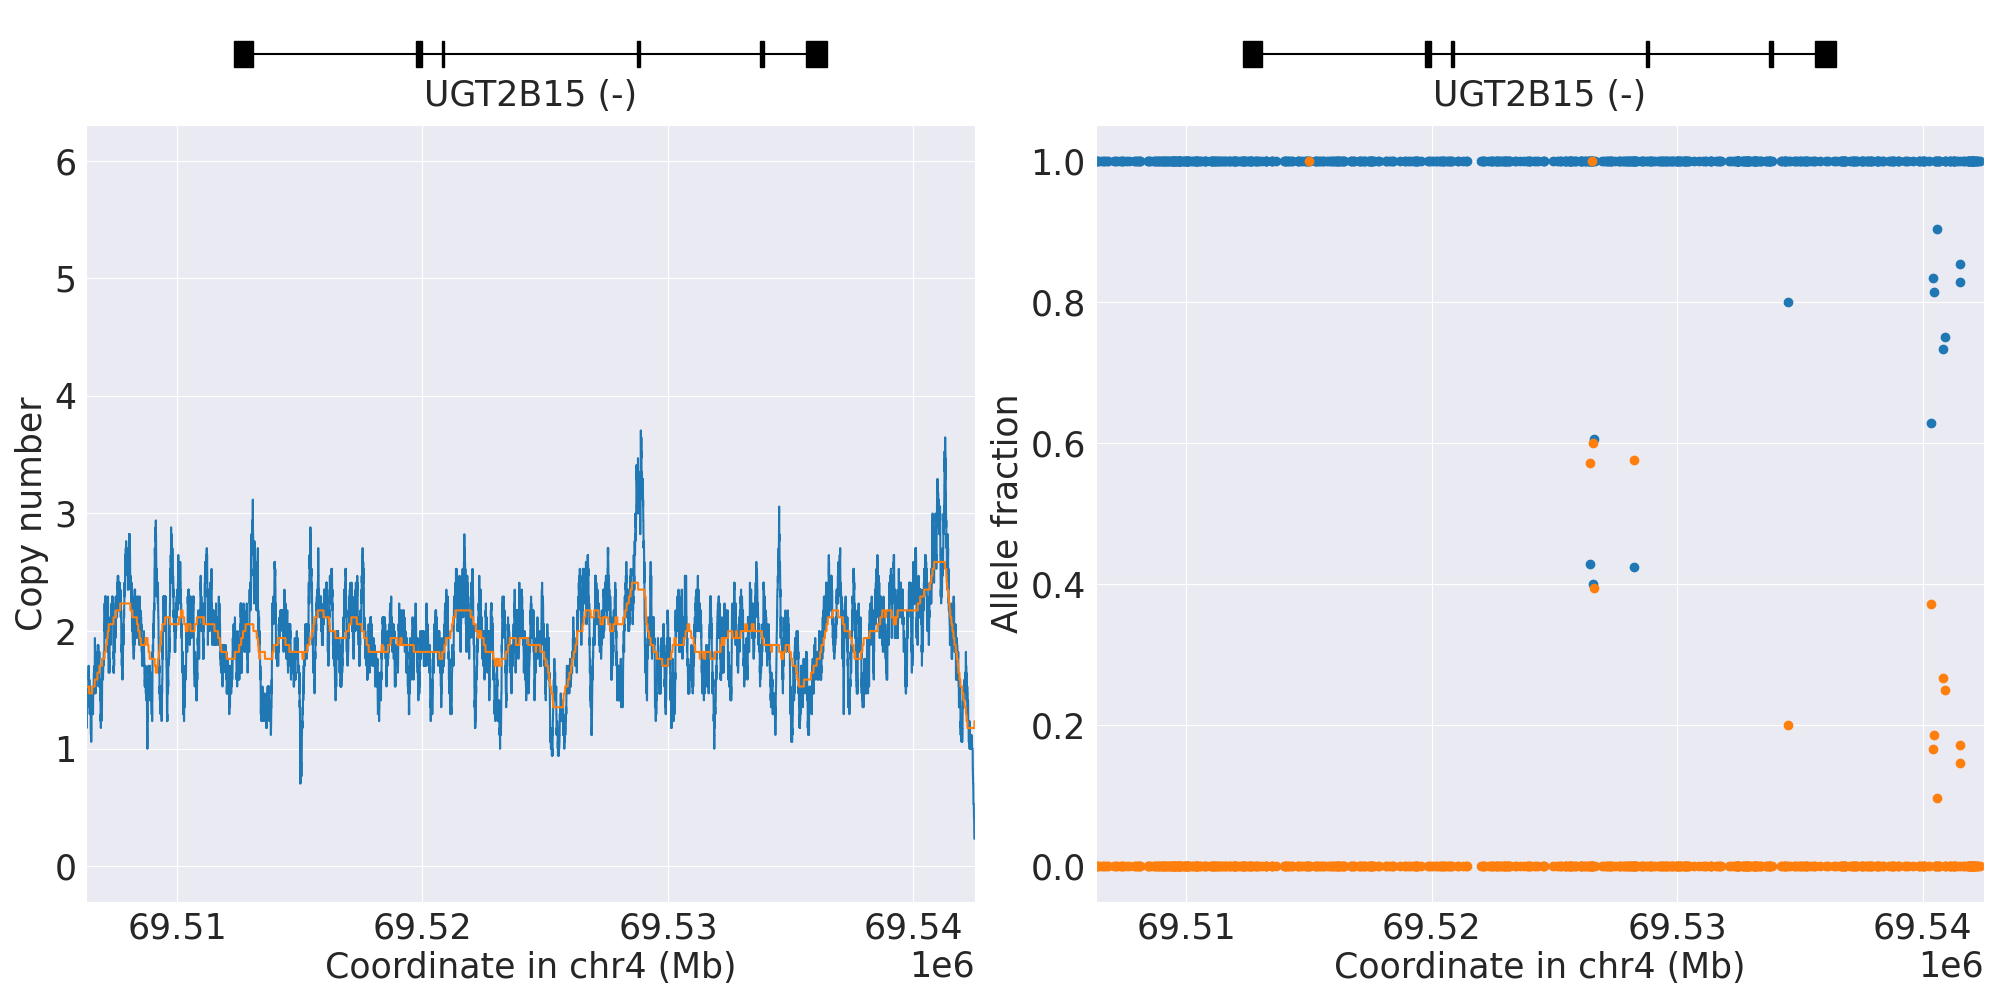 UGT2B15 (-)
6
5
4
3
2
1
0
Copy number
69.51 69.52 69.53 69.54
Coordinate in chr4 (Mb)
1e6
UGT2B15 (-)
1.0
0.8
0.6
0.4
0.2
0.0
Allele fraction
69.51 69.52 69.53 69.54
Coordinate in chr4 (Mb)
1e6